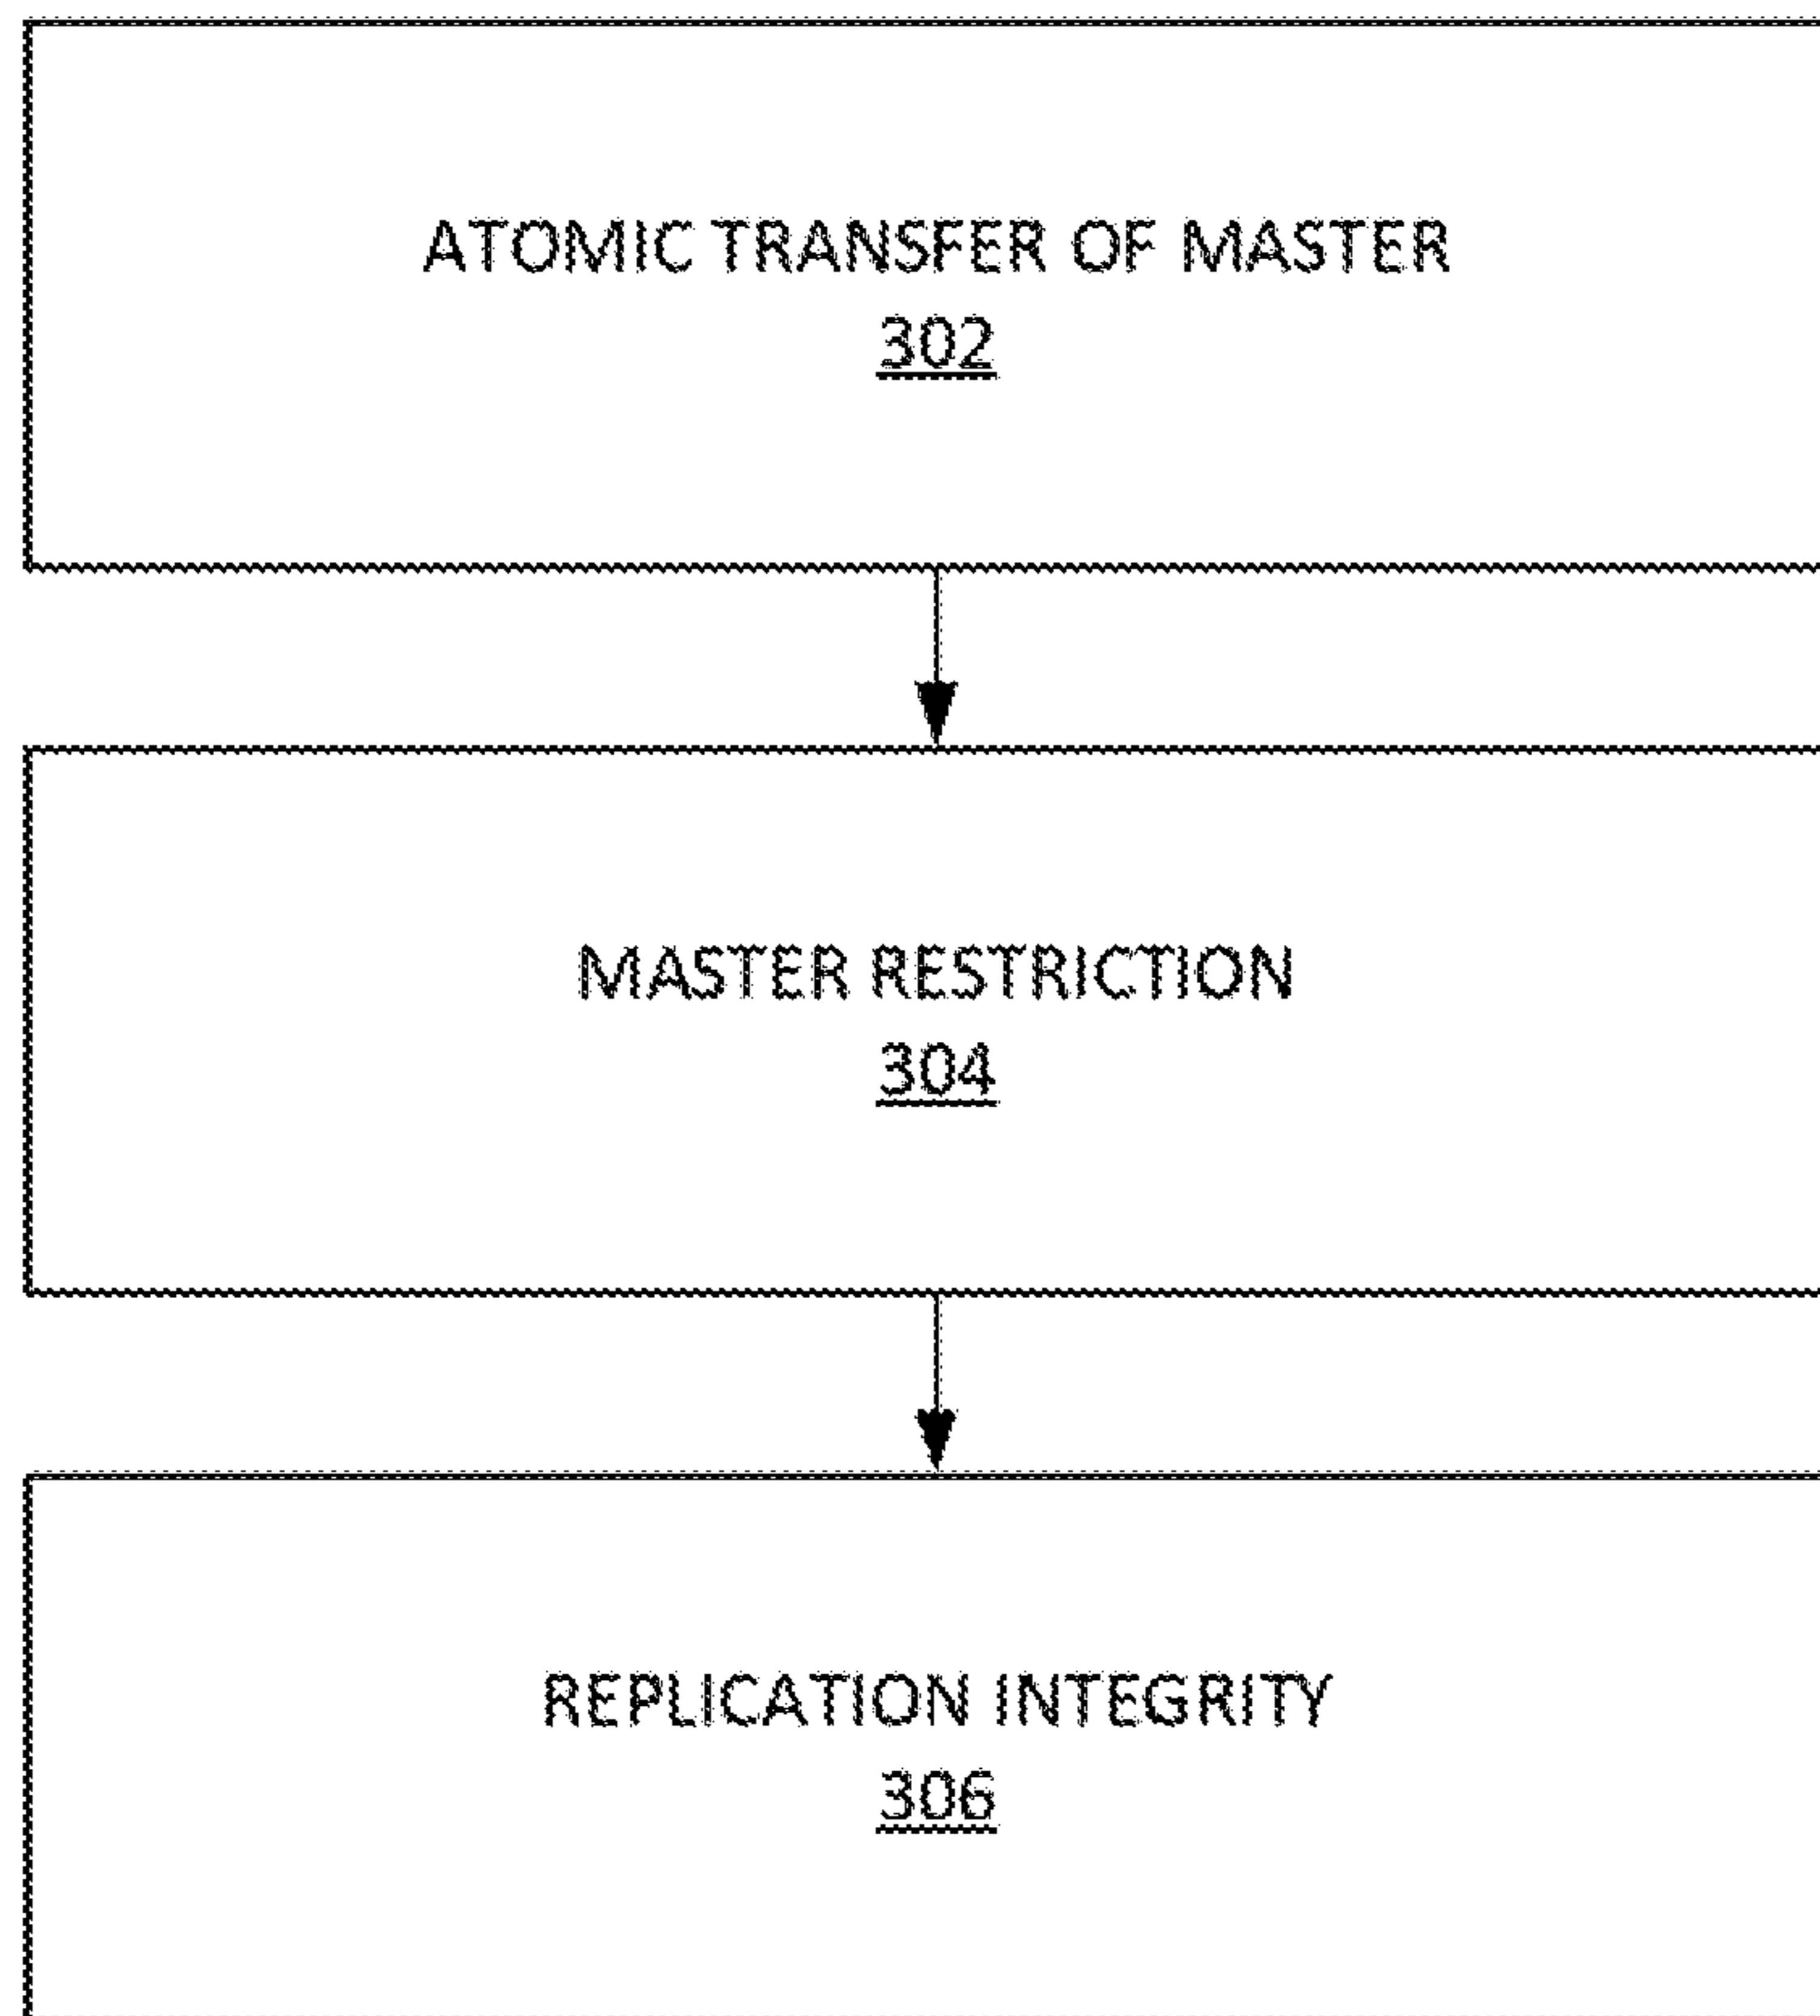 ATOMIC TRANSFER OF MASTER
302
MASTER RESTRICTION
304
REPLICATION INTEGRITY
306